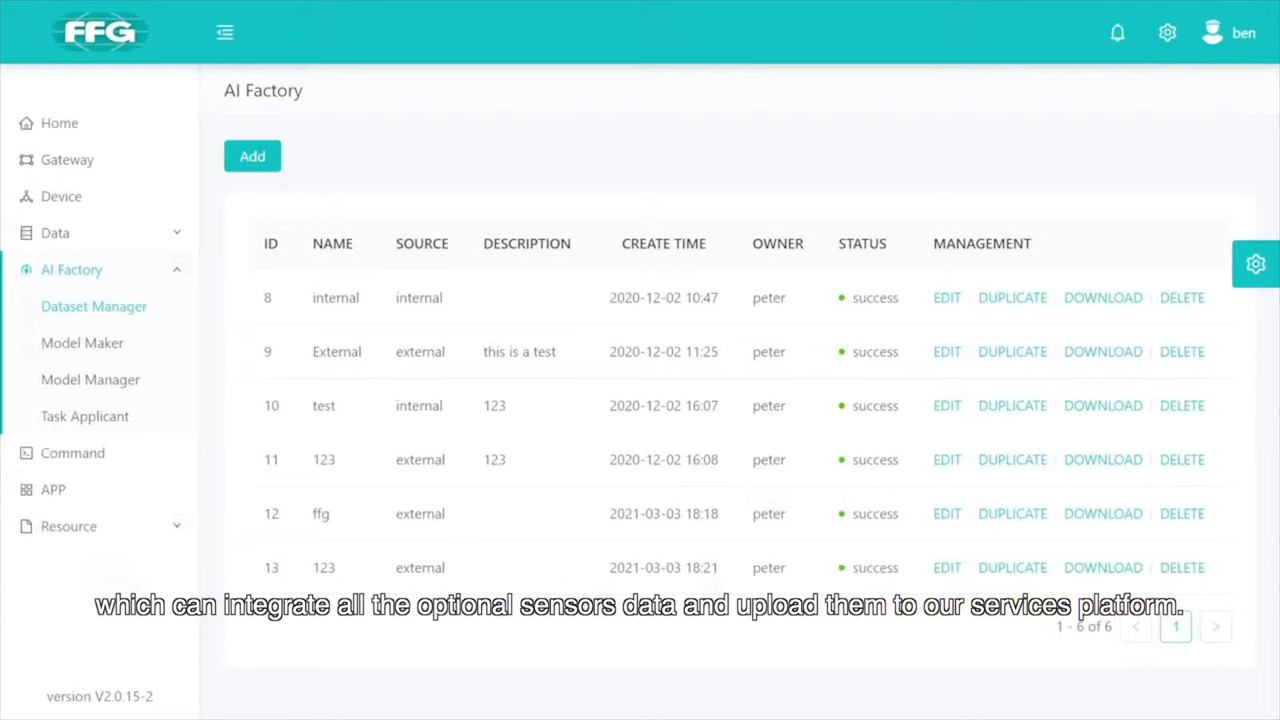 FFG
ben
AI Factory
Home
Gateway
Device
Data
AI Factory
Dataset Manager
Model Maker
Model Manager
Task Applicant
Command
APP
Resource
version V2.0.15-2
Add
ID NAME SOURCE DESCRIPTION CREATE TIME OWNER STATUS MANAGEMENT
8 internal internal 2020-12-02 10:47 peter success EDIT DUPLICATE DOWNLOAD DELETE
9 External external this is a test 2020-12-02 11:25 peter success EDIT DUPLICATE DOWNLOAD DELETE
10 test internal 123 2020-12-02 16:07 peter success EDIT DUPLICATE DOWNLOAD DELETE
11 123 external 123 2020-12-02 16:08 peter success EDIT DUPLICATE DOWNLOAD DELETE
12 ffg external 2021-03-03 18:18 peter success EDIT DUPLICATE DOWNLOAD DELETE
13 123 external 2021-03-03 18:21 peter success EDIT DUPLICATE DOWNLOAD DELETE
which can integrate all the optional sensors data and upload them to our services platform.
1 - 6 of 6 < 1 >